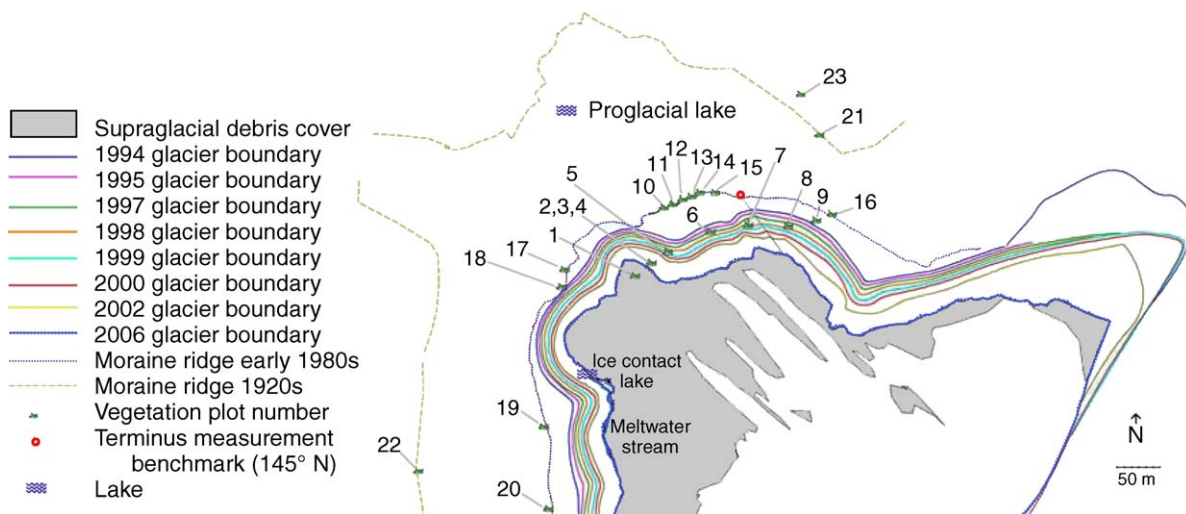 Supraglacial debris cover
1994 glacier boundary
1995 glacier boundary
1997 glacier boundary
1998 glacier boundary
1999 glacier boundary
2000 glacier boundary
2002 glacier boundary
2006 glacier boundary
Moraine ridge early 1980s
Moraine ridge 1920s
Vegetation plot number
Terminus measurement
benchmark (145° N)
Lake
23
Proglacial lake
21
12 13 14 15
11
10
7
8
9
16
5
2,3,4
6
1
17
18
Ice contact
lake
Meltwater
stream
19
22
20
N
50 m